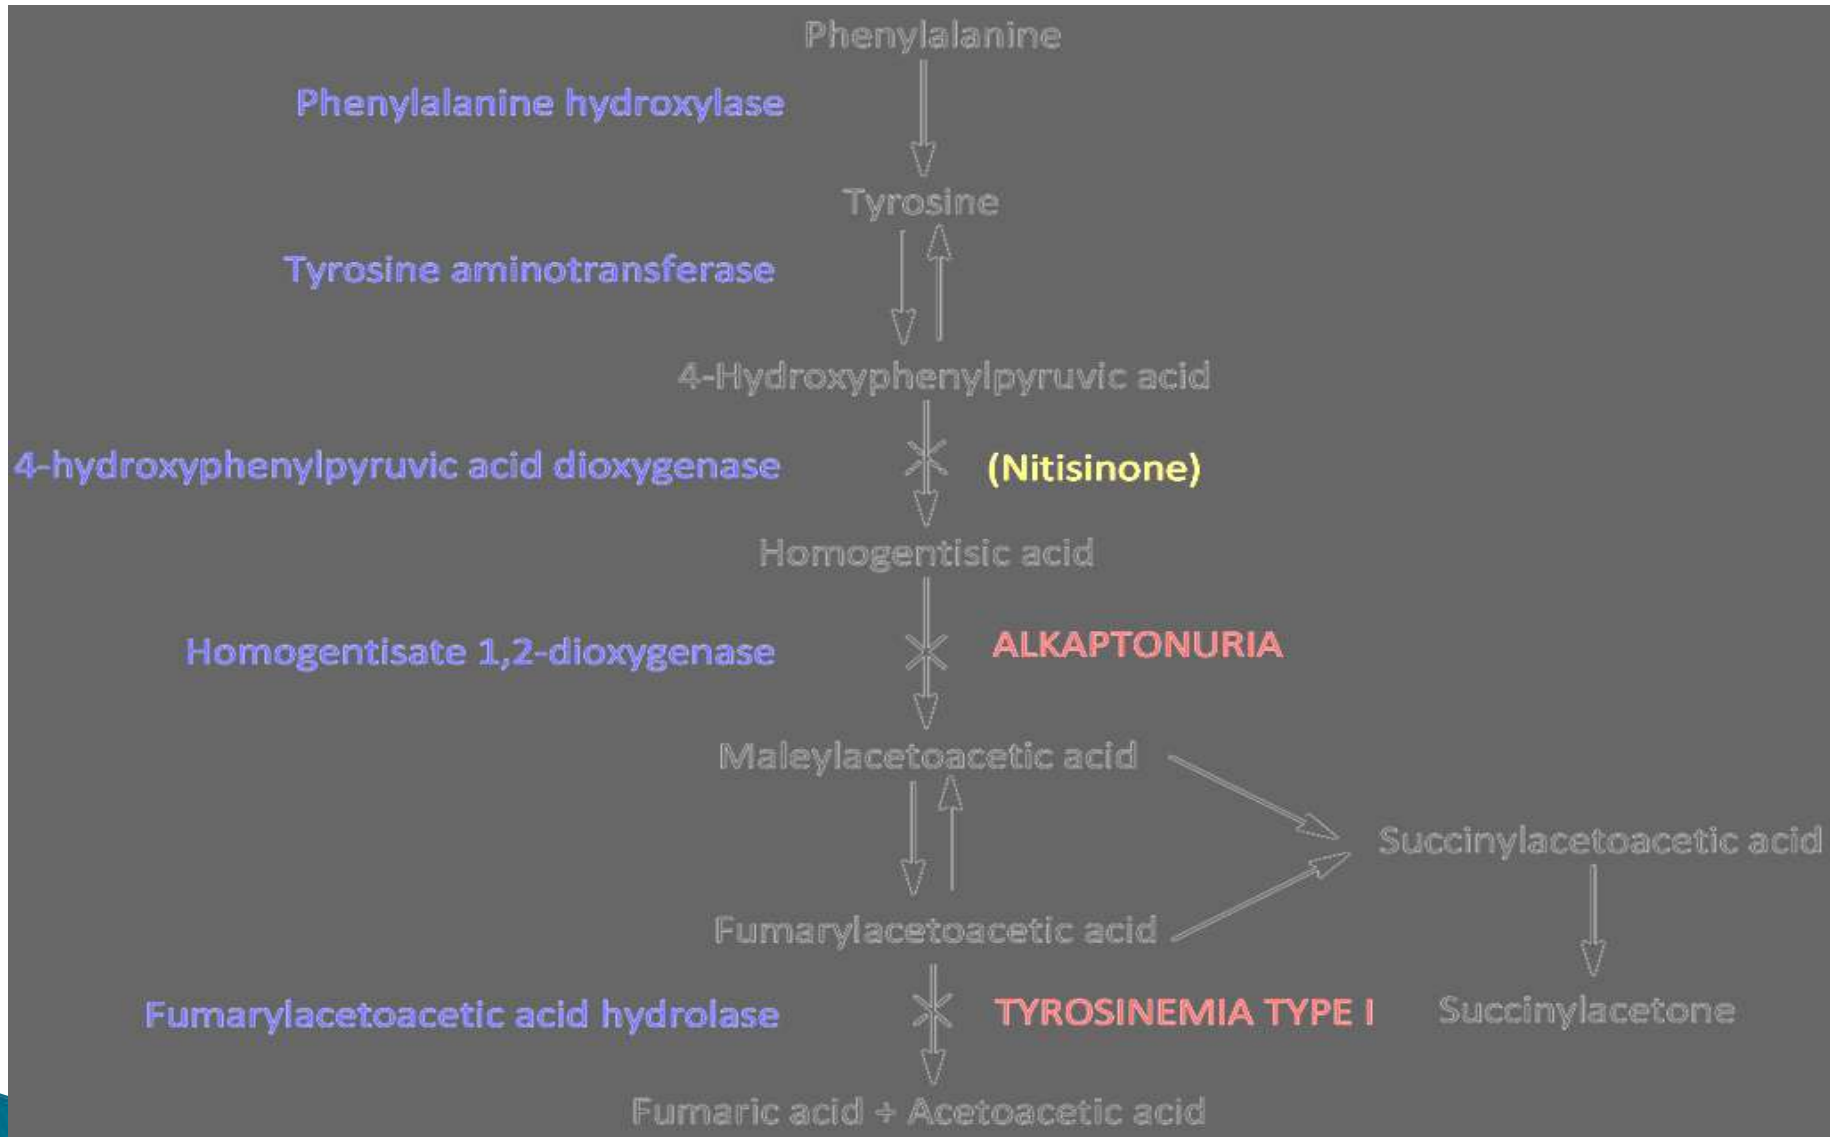 Phenylalanine
Phenylalanine hydroxylase
Tyrosine
Tyrosine aminotransferase
4-Hydroxyphenylpyruvic acid
4-hydroxyphenylpyruvic acid dioxygenase
(Nitisinone)
Homogentisic acid
Homogentisate 1,2-dioxygenase
ALKAPTONURIA
Maleylacetoacetic acid
Succinylacetoacetic acid
Fumarylacetoacetic acid
Fumarylacetoacetic acid hydrolase
TYROSINEMIA TYPE I
Succinylacetone
Fumaric acid + Acetoacetic acid